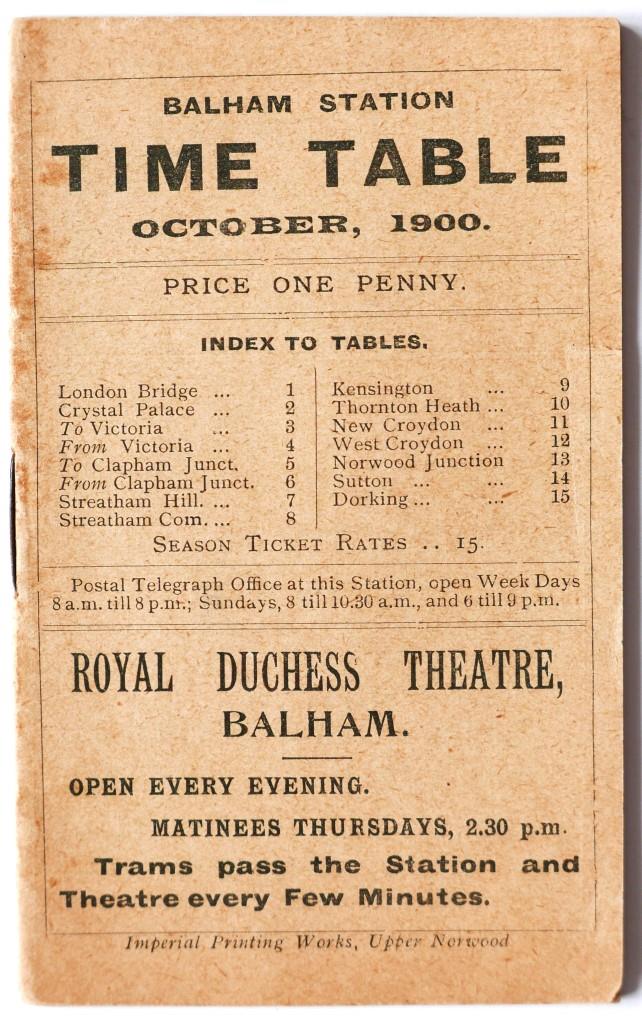 BALHAM STATION
TIME TABLE
OCTOBER, 1900.
PRICE ONE PENNY.
INDEX TO TABLES.
London Bridge ... 1
Crystal Palace ... 2
To Victoria ... 3
From Victoria ... 4
To Clapham Junct. 5
From Clapham Junct. 6
Streatham Hill. ... 7
Streatham Com. ... 8
Kensington ... 9
Thornton Heath ... 10
New Croydon ... 11
West Croydon ... 12
Norwood Junction 13
Sutton ... ... 14
Dorking ... ... 15
SEASON TICKET RATES .. 15.
Postal Telegraph Office at this Station, open Week Days
8 a.m. till 8 p.m.; Sundays, 8 till 10.30 a.m., and 6 till 9 p.m.
ROYAL DUCHESS THEATRE,
BALHAM.
OPEN EVERY EVENING.
MATINEES THURSDAYS, 2.30 p.m.
Trams pass the Station and
Theatre every Few Minutes.
Imperial Printing Works, Upper Norwood